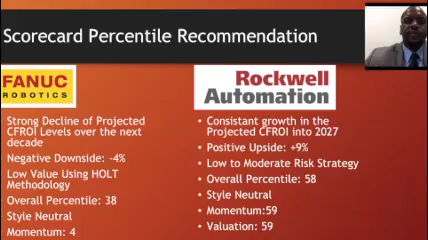 Scorecard Percentile Recommendation
FANUC
ROBOTICS
Strong Decline of Projected
CFROI Levels over the next
decade
Negative Downside: -4%
Low Value Using HOLT
Methodology
Overall Percentile: 38
Style Neutral
Momentum: 4
Rockwell
Automation
• Consistant growth in the
Projected CFROI into 2027
• Positive Upside: +9%
• Low to Moderate Risk Strategy
• Overall Percentile: 58
• Style Neutral
• Momentum:59
• Valuation: 59